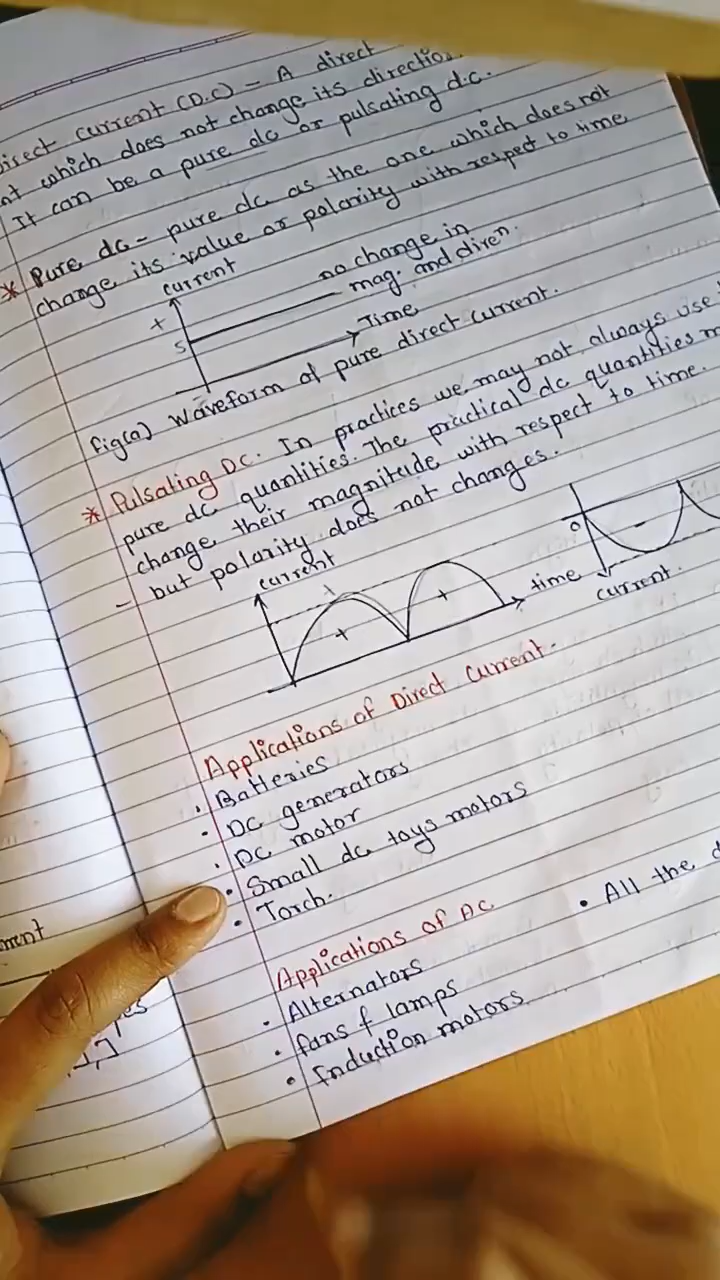 Direct Current (D.C) - A direct
which does not change its direction.
It can be a pure dc or pulsating d.c.
* Pure dc - pure dc as the one which does not
change its value or polarity with respect to time
current
no change in
mag. and diren.
+
5
Time
fig(a) Waveform of pure direct current.
* Pulsating DC. In practices we may not always use
pure dc quantities. The practical dc quantities
change their magnitude with respect to time.
- but polarity does not changes.
current
+
+
time
0
-
current.
Applications of Direct Current.
• Batteries
• DC generators
• DC motor
• Small dc toys motors
• Torch.
Applications of AC
• Alternators
• All the
• fans f lamps
• Induction motors